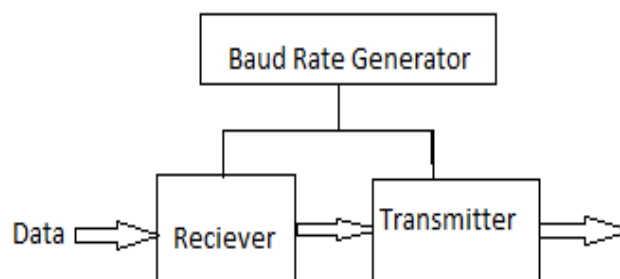 Baud Rate Generator
Data
Reciever
Transmitter